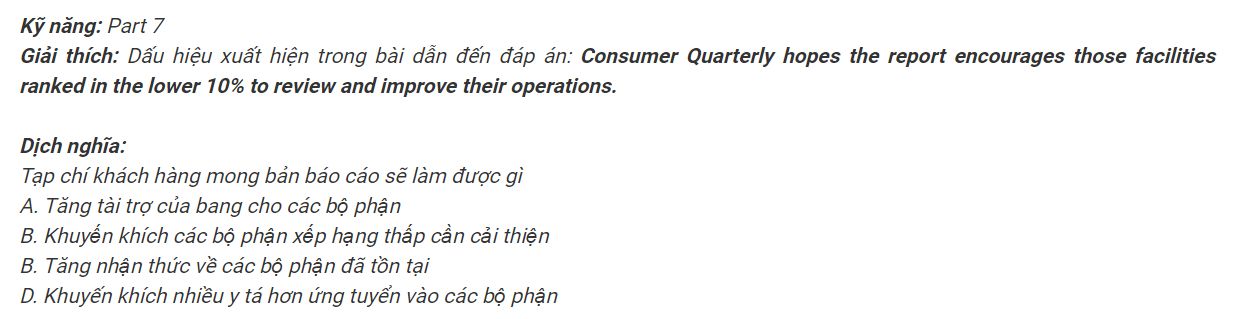 Kỹ năng: Part 7
Giải thích: Dấu hiệu xuất hiện trong bài dẫn đến đáp án: Consumer Quarterly hopes the report encourages those facilities
ranked in the lower 10% to review and improve their operations.
Dịch nghĩa:
Tạp chí khách hàng mong bản báo cáo sẽ làm được gì
A. Tăng tài trợ của bang cho các bộ phận
B. Khuyến khích các bộ phận xếp hạng thấp cần cải thiện
B. Tăng nhận thức về các bộ phận đã tồn tại
D. Khuyến khích nhiều y tá hơn ứng tuyển vào các bộ phận